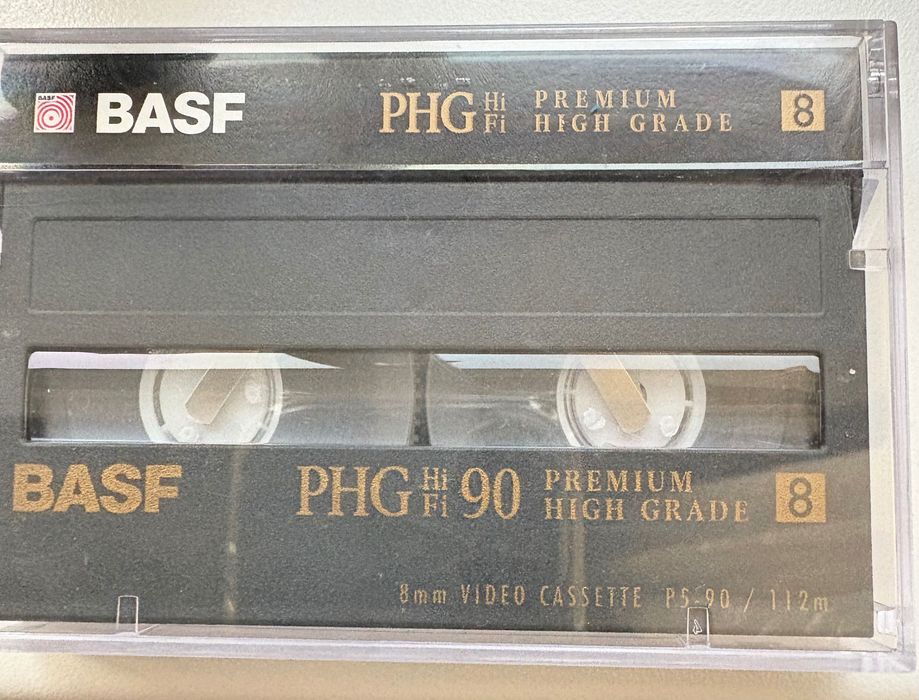 BASF BASF PHG Hi Fi PREMIUM HIGH GRADE 8
BASF PHG Hi Fi 90 PREMIUM HIGH GRADE 8
8mm VIDEO CASSETTE P5-90 / 112m